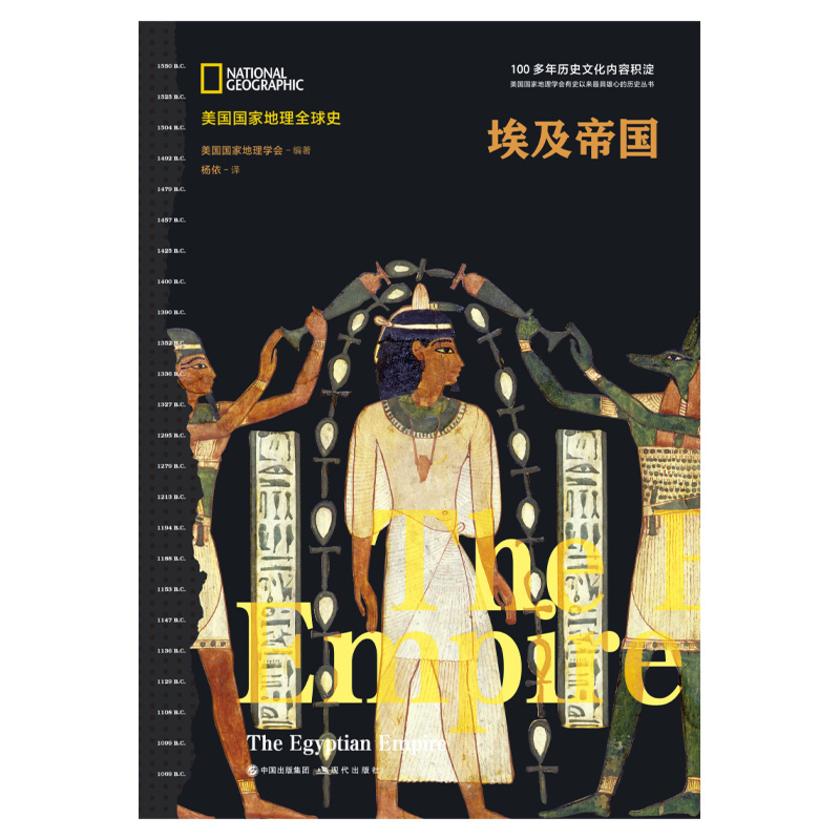 NATIONAL
GEOGRAPHIC
100 多年历史文化内容积淀
美国国家地理学会有史以来最具雄心的历史丛书
美国国家地理全球史
埃及帝国
美国国家地理学会 – 编著
杨依 – 译
1550 B.C.
1525 B.C.
1504 B.C.
1492 B.C.
1479 B.C.
1457 B.C.
1425 B.C.
1400 B.C.
1390 B.C.
1352 B.C.
1336 B.C.
1327 B.C.
1295 B.C.
1279 B.C.
1213 B.C.
1194 B.C.
1188 B.C.
1153 B.C.
1147 B.C.
1136 B.C.
1129 B.C.
1108 B.C.
1099 B.C.
1069 B.C.
The E
Empire
The Egyptian Empire
中国出版集团 现代出版社